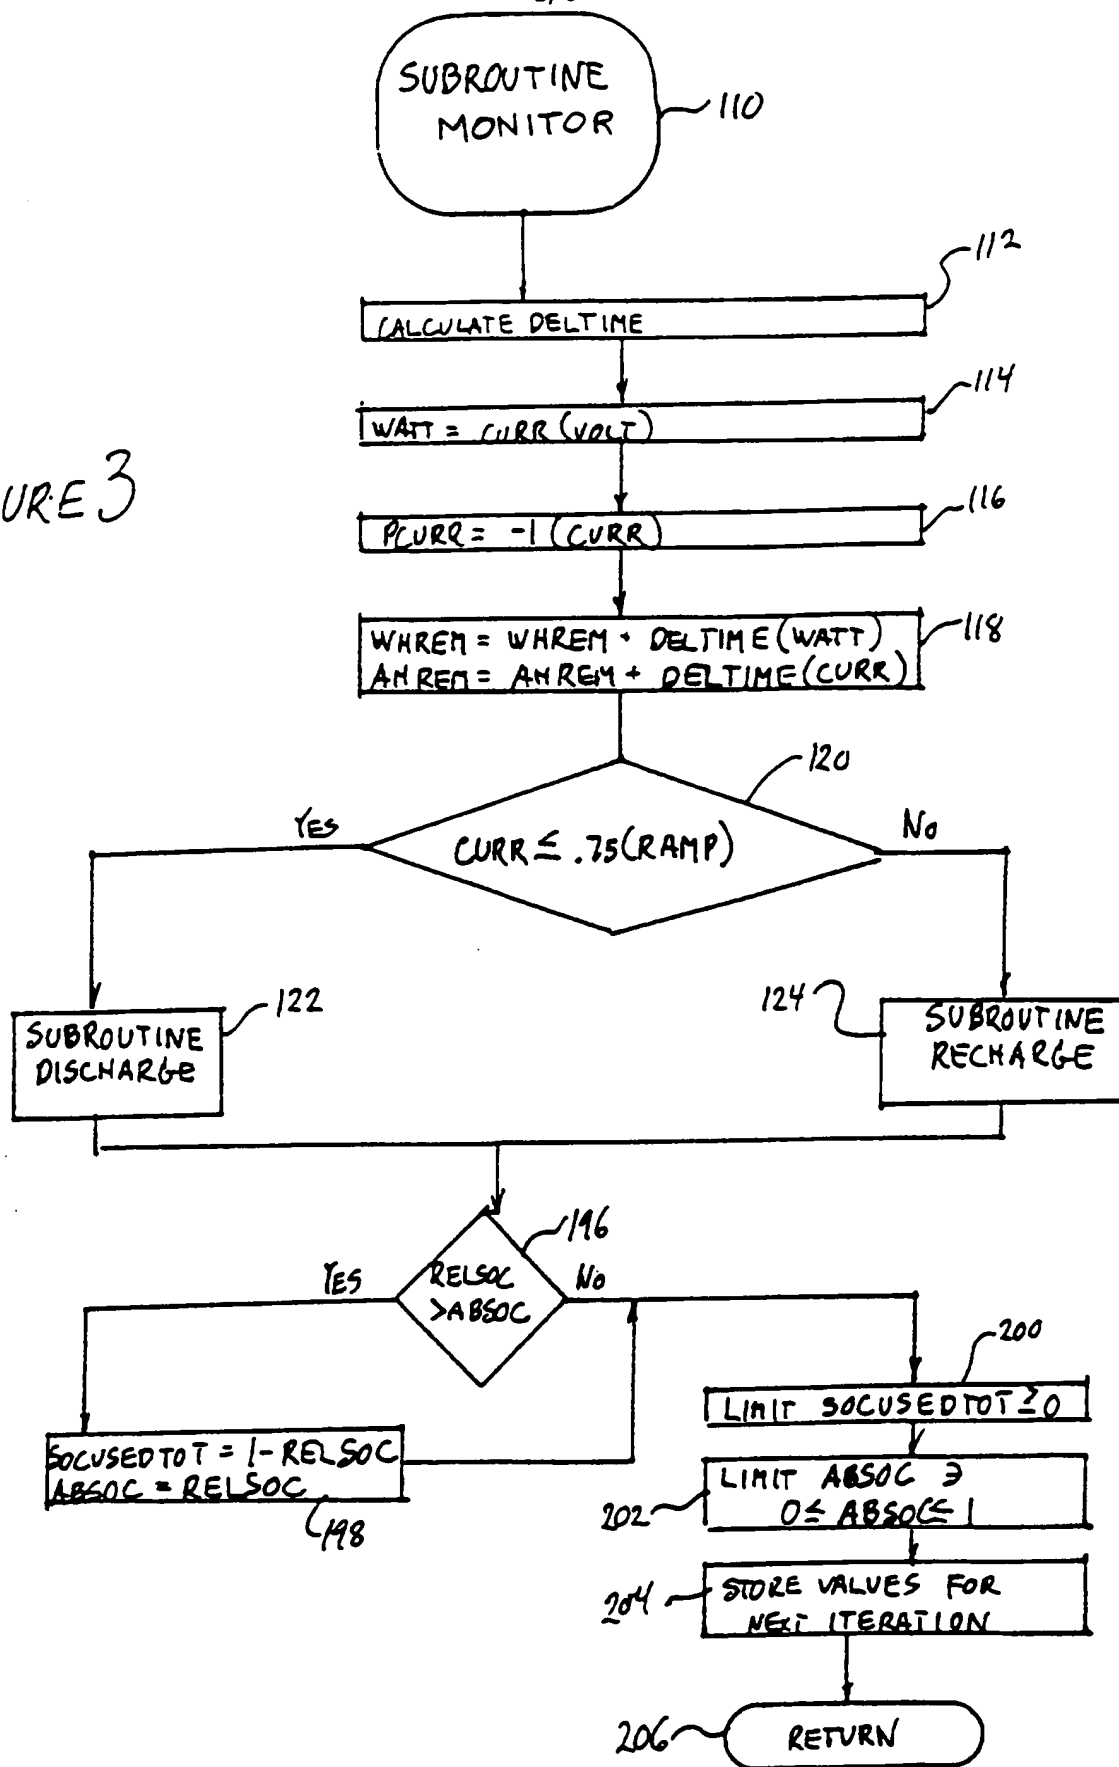 SUBROUTINE
MONITOR
110
112
CALCULATE DELTIME
114
WATT = CURR (VOLT)
URE 3
116
PCURR = -1 (CURR)
118
WHREM = WHREM + DELTIME (WATT)
AHREM = AHREM + DELTIME (CURR)
120
YES
CURR ≤ .75(RAMP)
No
122
SUBROUTINE
DISCHARGE
124
SUBROUTINE
RECHARGE
196
YES
RELSOC
>ABSOC
No
200
LIMIT SOCUSEDTOT ≥ 0
SOCUSEDTOT = 1 - RELSOC
ABSOC = RELSOC
198
202
LIMIT ABSOC ∋
0 ≤ ABSOC ≤ 1
204
STORE VALUES FOR
NEXT ITERATION
206
RETURN